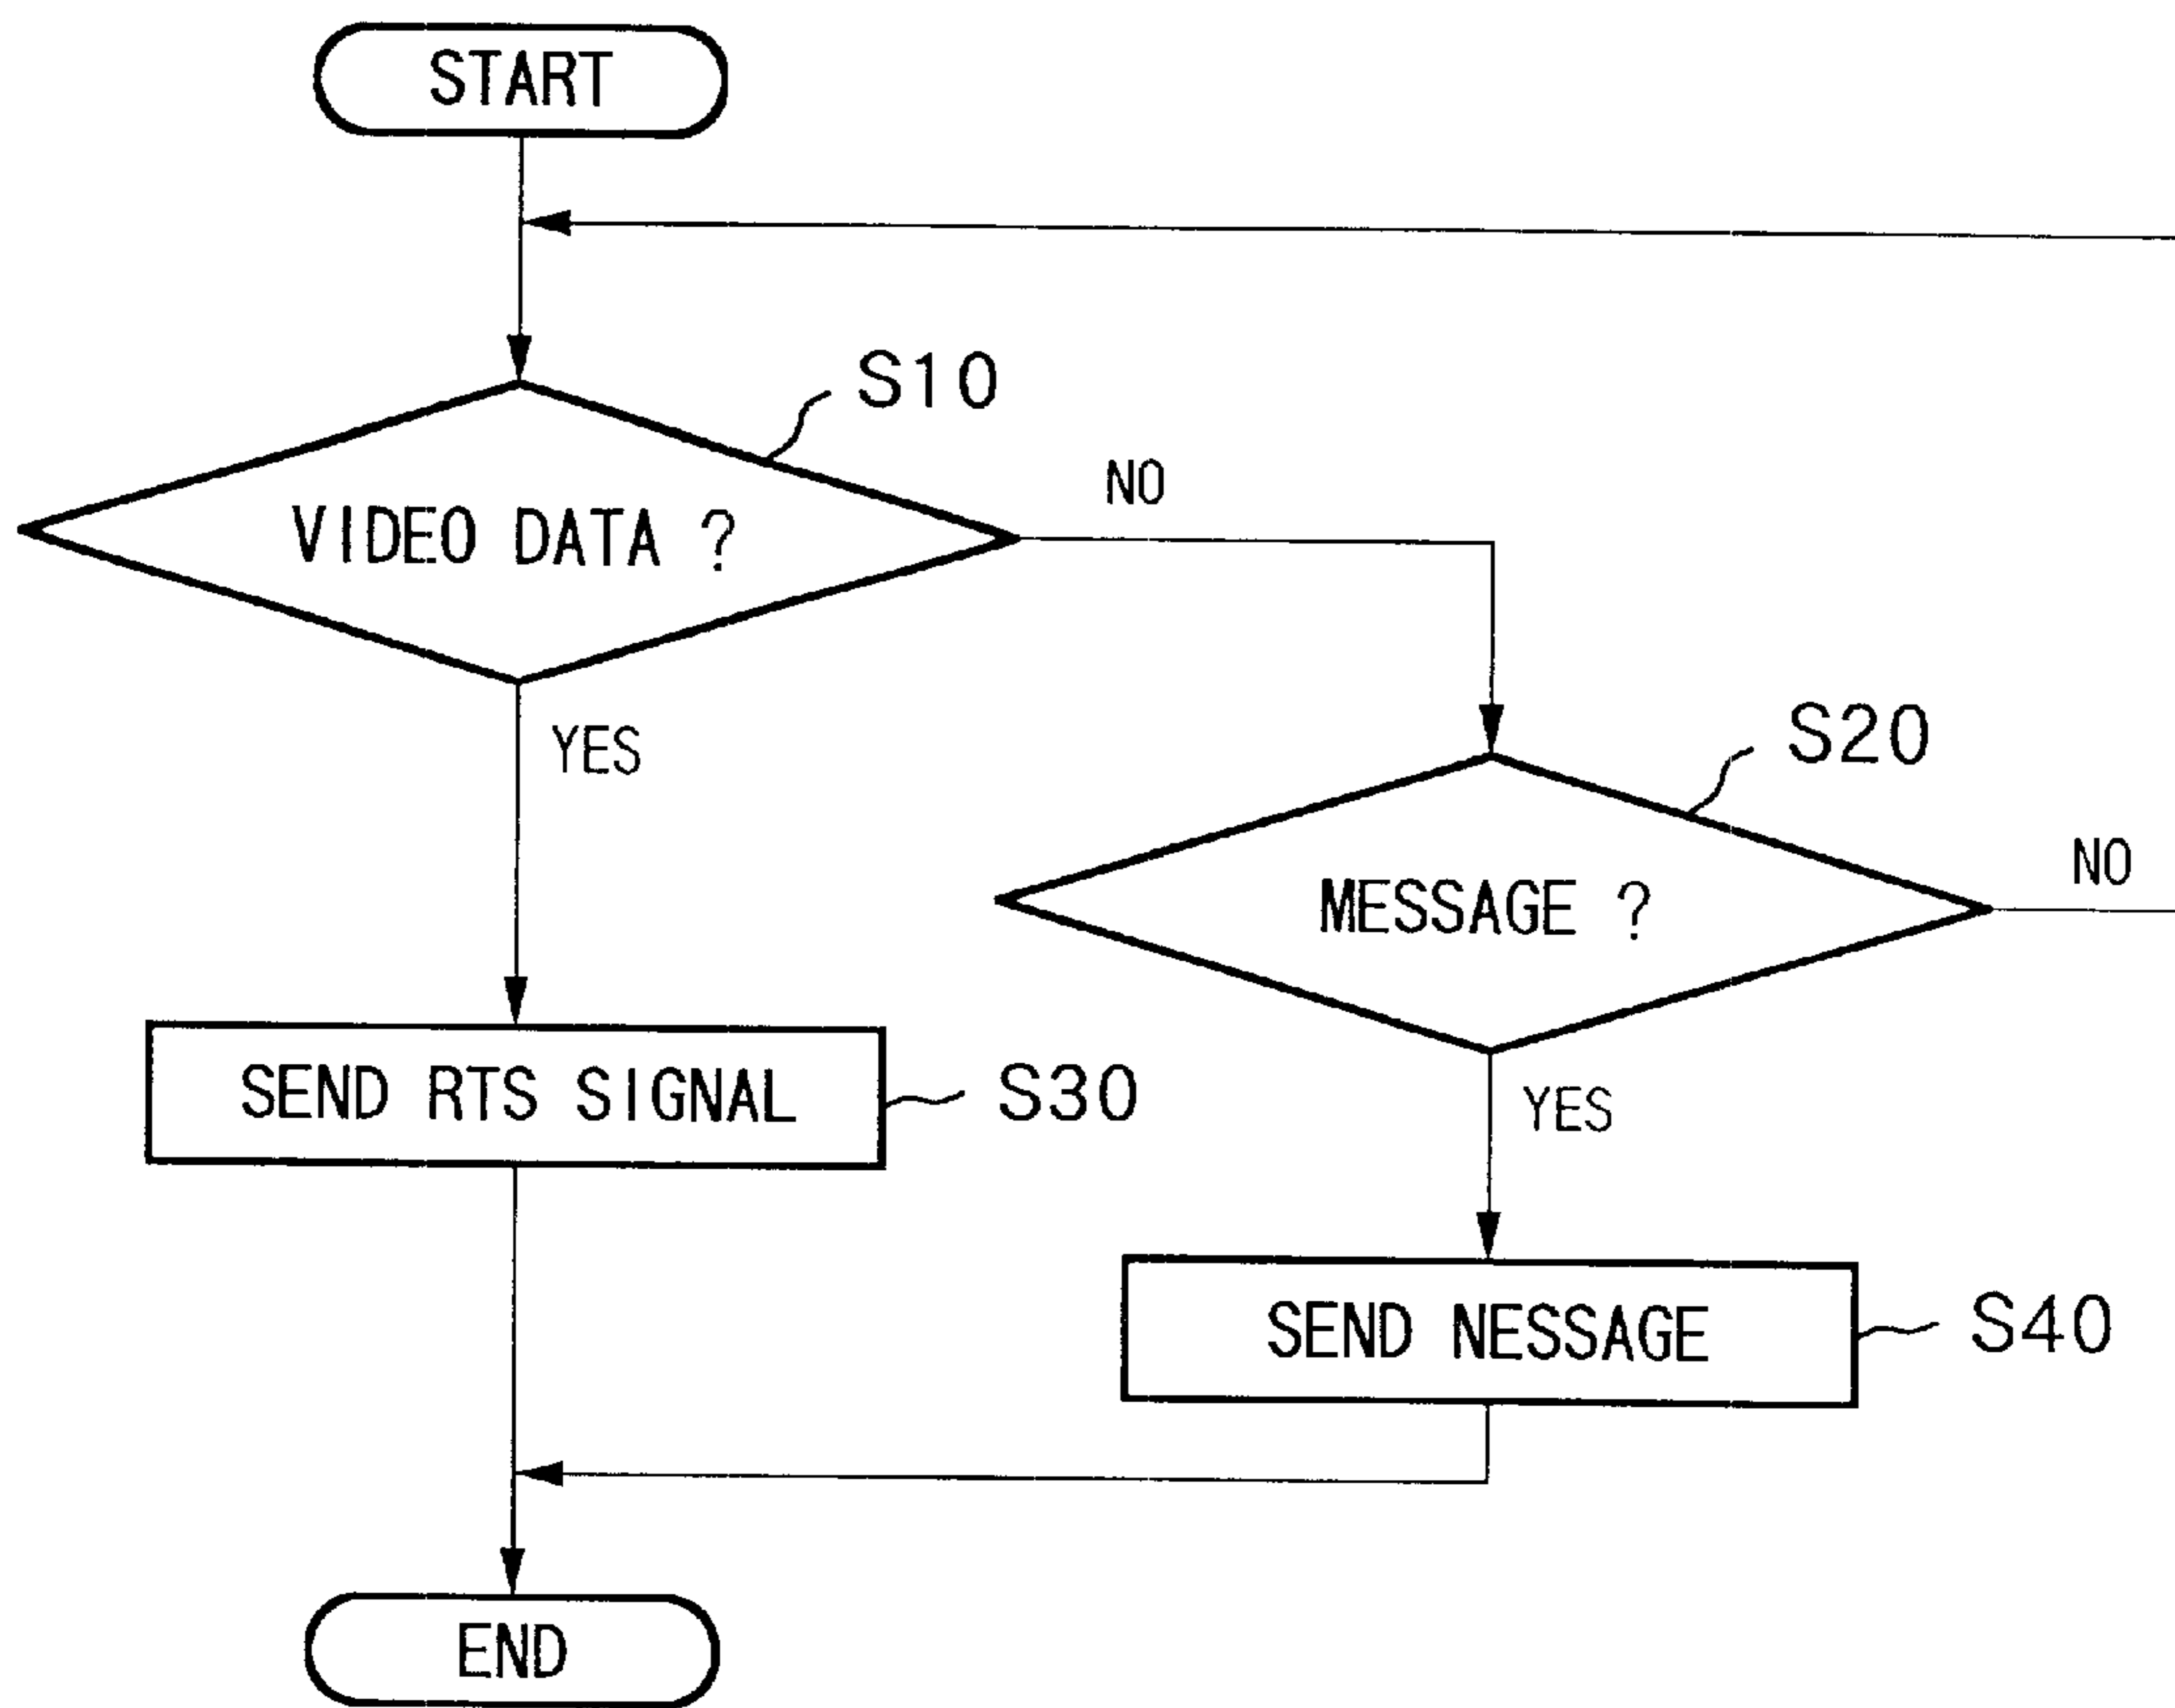 START
S10
NO
VIDEO DATA ?
YES
S20
NO
MESSAGE ?
SEND RTS SIGNAL
S30
YES
SEND NESSAGE
S40
END